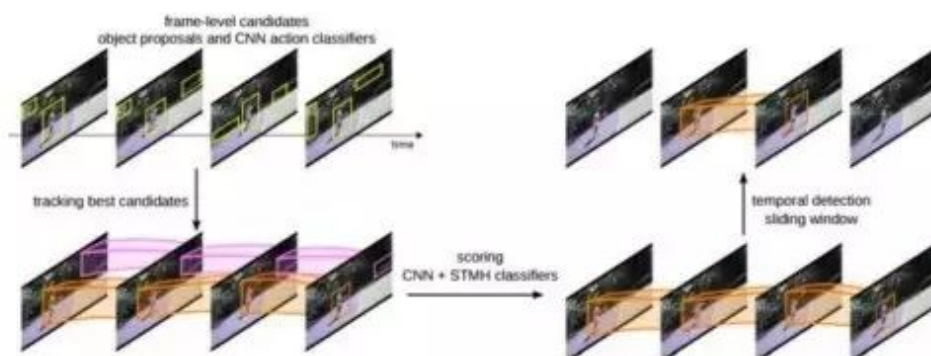 frame-level candidates
object proposals and CNN action classifiers
time
tracking best candidates
scoring
CNN + STMH classifiers
temporal detection
sliding window